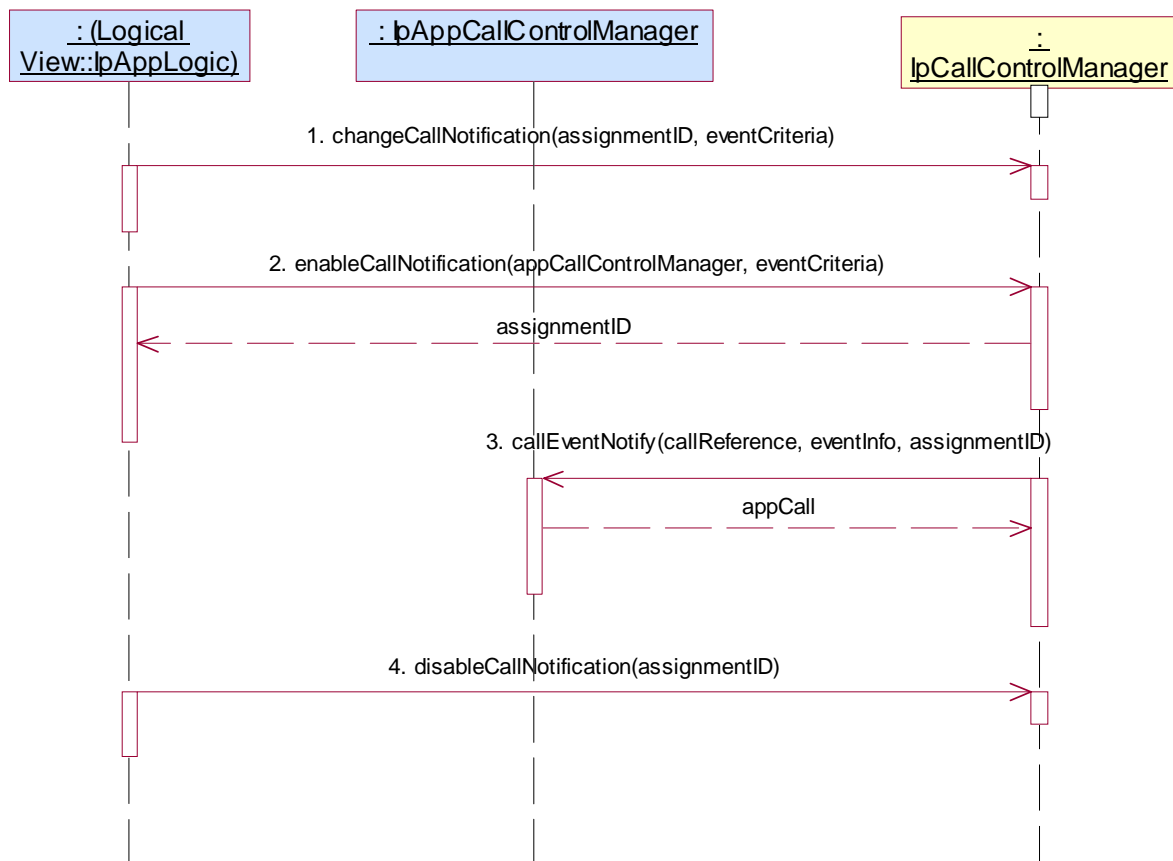 : (Logical
View::IpAppLogic)
: IpAppCallControlManager
:
IpCallControlManager
1. changeCallNotification(assignmentID, eventCriteria)
2. enableCallNotification(appCallControlManager, eventCriteria)
assignmentID
3. callEventNotify(callReference, eventInfo, assignmentID)
appCall
4. disableCallNotification(assignmentID)